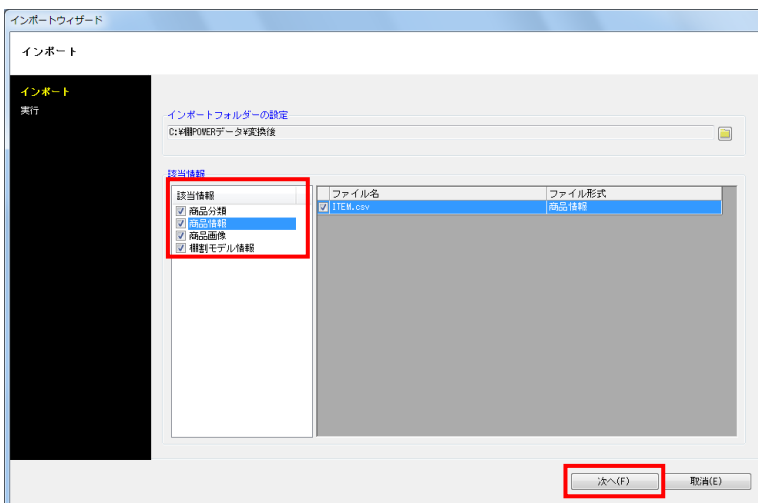 インポートウィザード
インポート
インポート
実行
インポートフォルダーの設定
C:¥棚POWERデータ¥変換後
該当情報
該当情報
ファイル名 ファイル形式
商品分類
ITEM.csv 商品情報
商品情報
商品画像
棚割モデル情報
次へ(F) 取消(E)